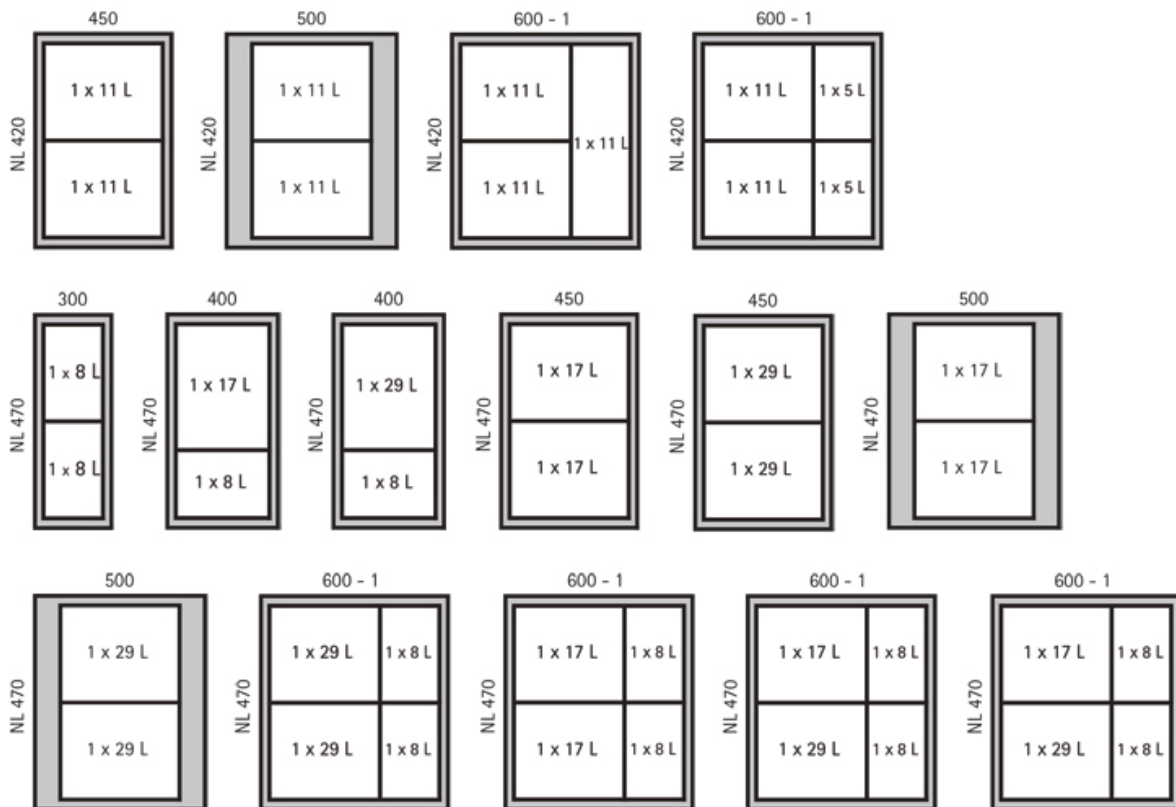 450 500 600 - 1 600 - 1
1 x 11 L 1 x 11 L 1 x 11 L 1 x 11 L 1 x 5 L
NL 420 NL 420 NL 420 1 x 11 L NL 420
1 x 11 L 1 x 11 L 1 x 11 L 1 x 11 L 1 x 5 L
300 400 400 450 450 500
1 x 8 L 1 x 17 L 1 x 29 L 1 x 17 L 1 x 29 L 1 x 17 L
NL 470 NL 470 NL 470 NL 470 NL 470 NL 470
1 x 8 L 1 x 8 L 1 x 8 L 1 x 17 L 1 x 29 L 1 x 17 L
500 600 - 1 600 - 1 600 - 1 600 - 1
1 x 29 L 1 x 29 L 1 x 8 L 1 x 17 L 1 x 8 L 1 x 17 L 1 x 8 L 1 x 17 L 1 x 8 L
NL 470 NL 470 NL 470 NL 470 NL 470
1 x 29 L 1 x 29 L 1 x 8 L 1 x 17 L 1 x 8 L 1 x 29 L 1 x 8 L 1 x 29 L 1 x 8 L